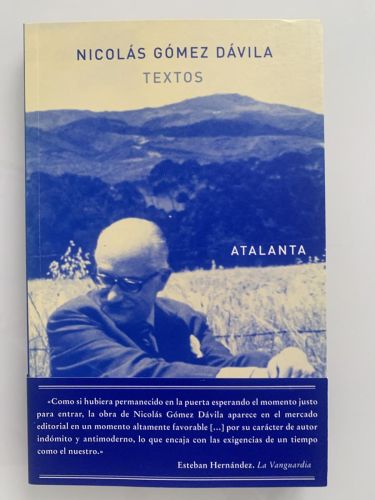 NICOLÁS GÓMEZ DÁVILA
TEXTOS
ATALANTA
«Como si hubiera permanecido en la puerta esperando el momento justo
para entrar, la obra de Nicolás Gómez Dávila aparece en el mercado
editorial en un momento altamente favorable [...] por su carácter de autor
indómito y antimoderno, lo que encaja con las exigencias de un tiempo
como el nuestro.»
Esteban Hernández. La Vanguardia